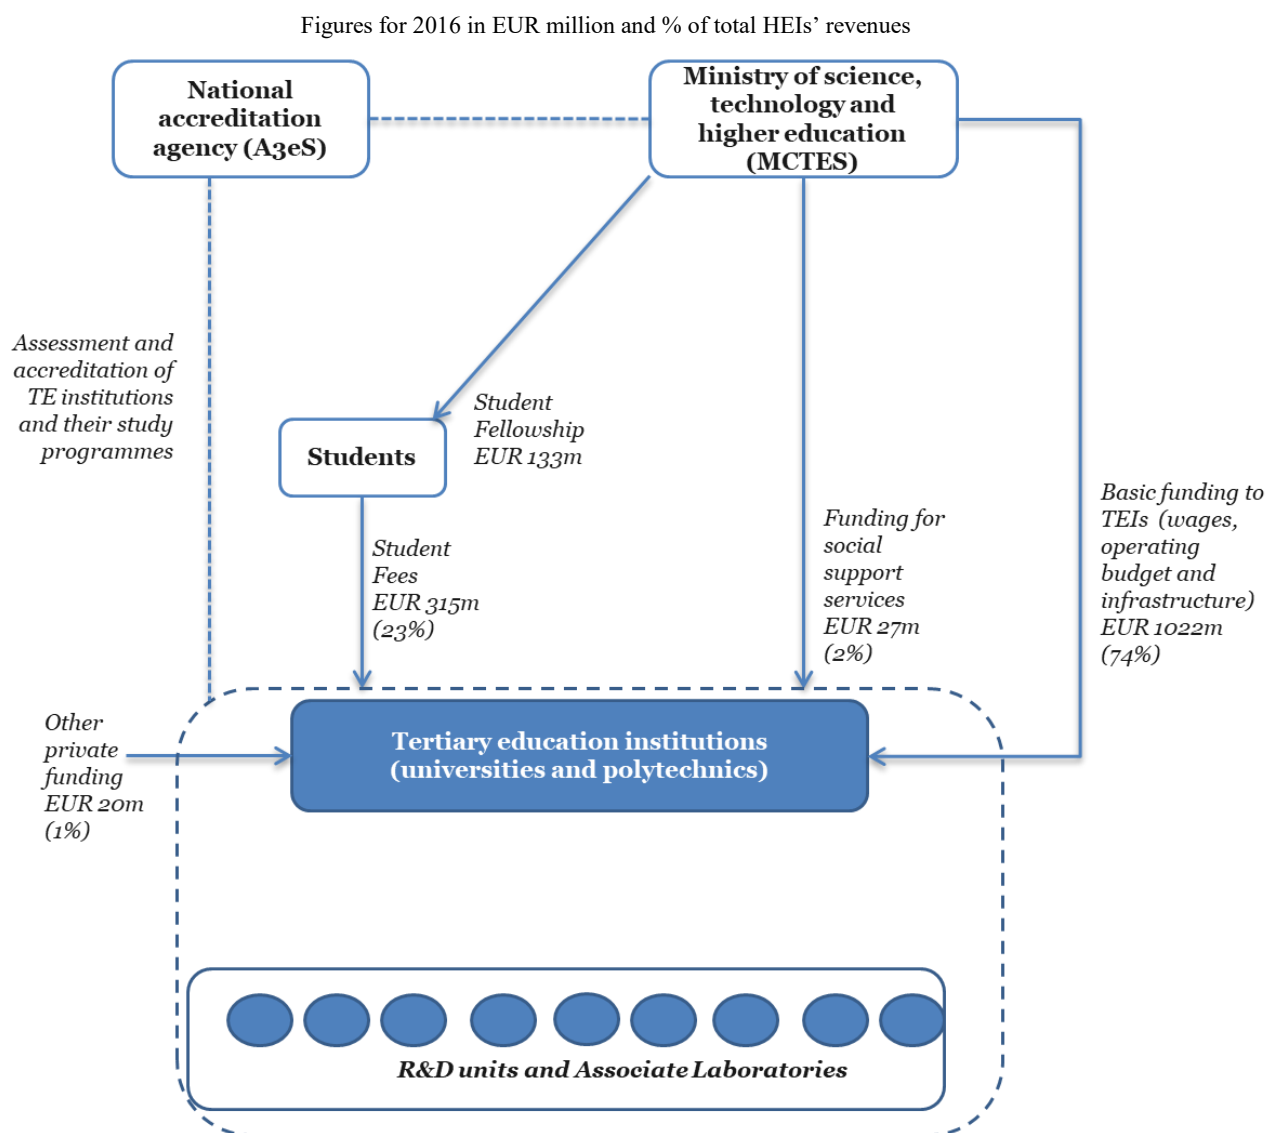 Figures for 2016 in EUR million and % of total HEIs’ revenues
National
accreditation
agency (A3eS)
Ministry of science,
technology and
higher education
(MCTES)
Assessment and
accreditation of
TE institutions
and their study
programmes
Student
Fellowship
EUR 133m
Students
Student
Fees
EUR 315m
(23%)
Funding for
social
support
services
EUR 27m
(2%)
Basic funding to
TEIs (wages,
operating
budget and
infrastructure)
EUR 1022m
(74%)
Other
private
funding
EUR 20m
(1%)
Tertiary education institutions
(universities and polytechnics)
R&D units and Associate Laboratories